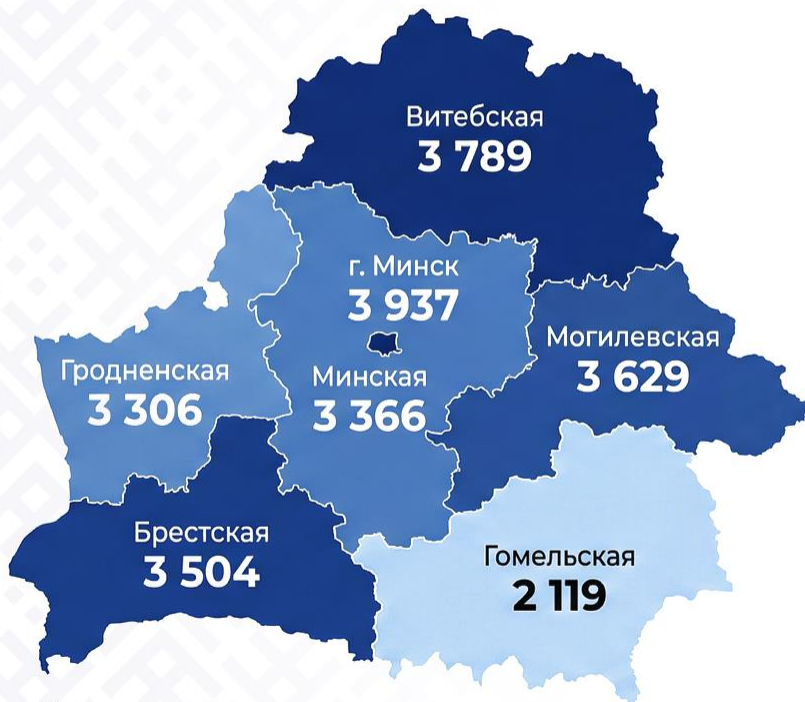 Витебская
3 789
г. Минск
3 937
Могилевская
3 629
Гродненская
3 306
Минская
3 366
Брестская
3 504
Гомельская
2 119